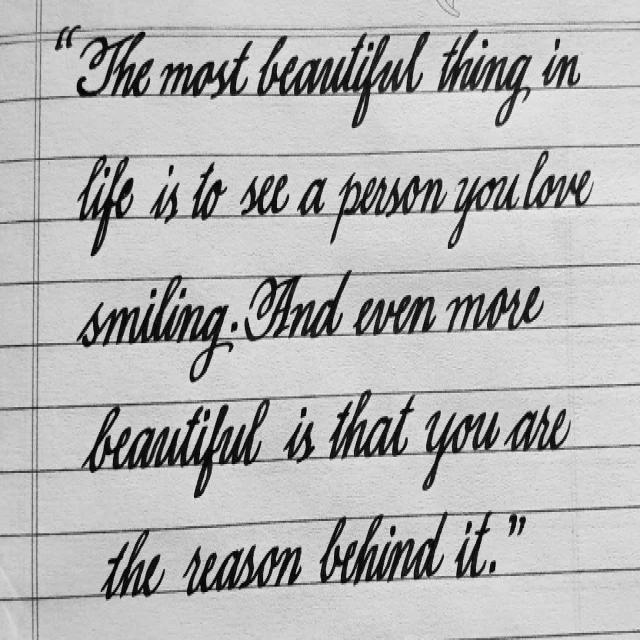 “The most beautiful thing in
life is to see a person you love
smiling. And even more
beautiful is that you are
the reason behind it.”